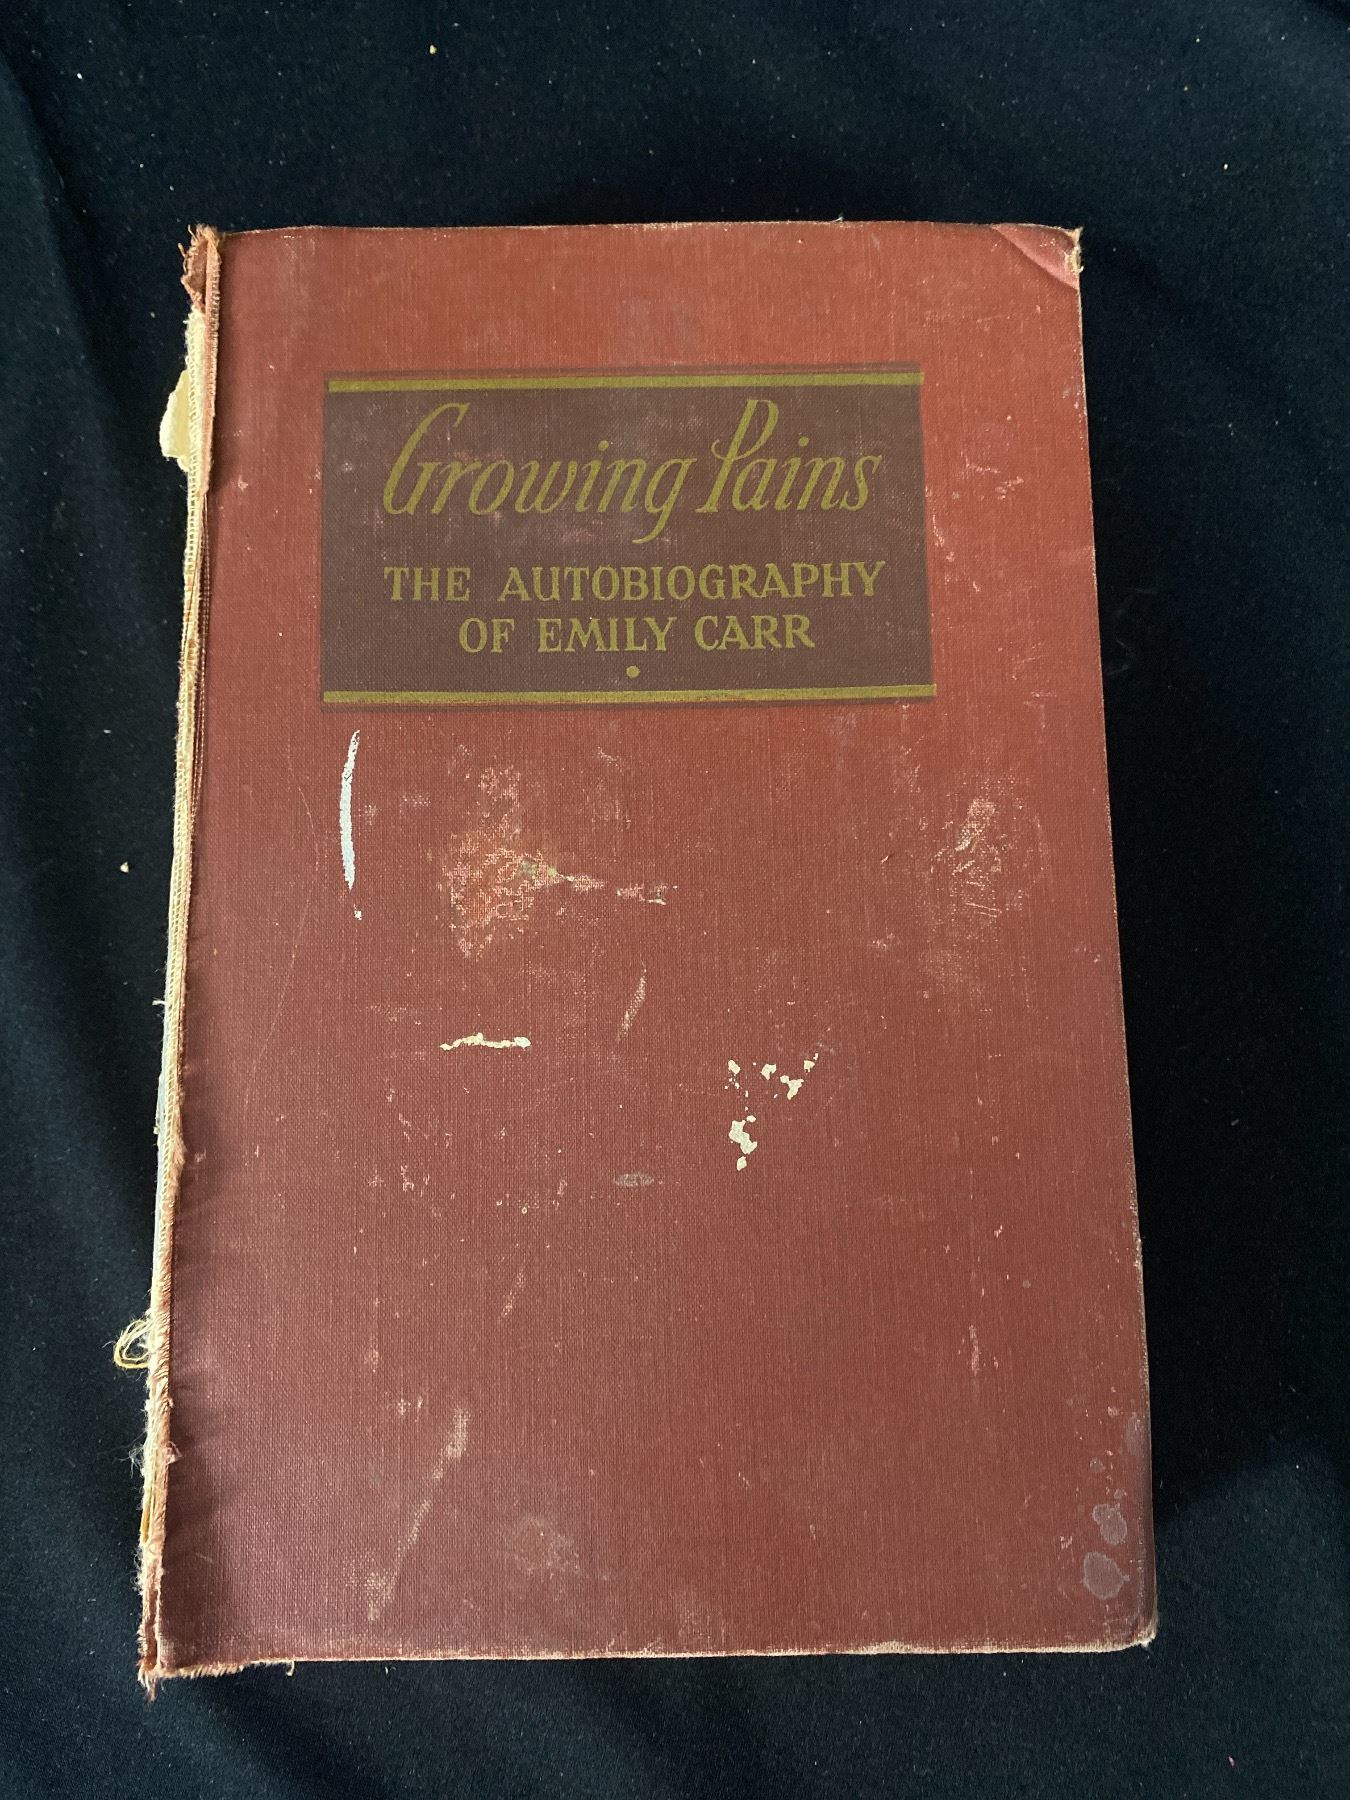 Growing Pains
THE AUTOBIOGRAPHY
OF EMILY CARR